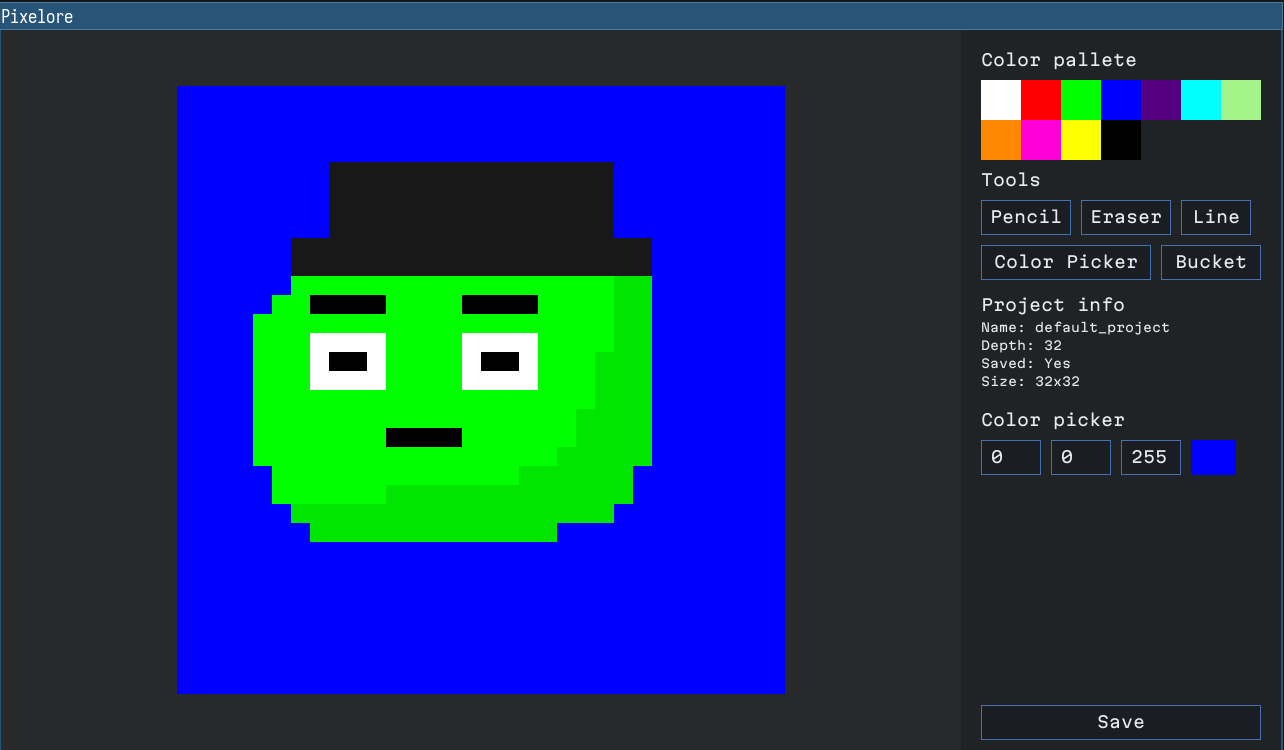 Pixelore
Color pallete
Tools
Pencil Eraser Line
Color Picker Bucket
Project info
Name: default_project
Depth: 32
Saved: Yes
Size: 32x32
Color picker
0 0 255
Save